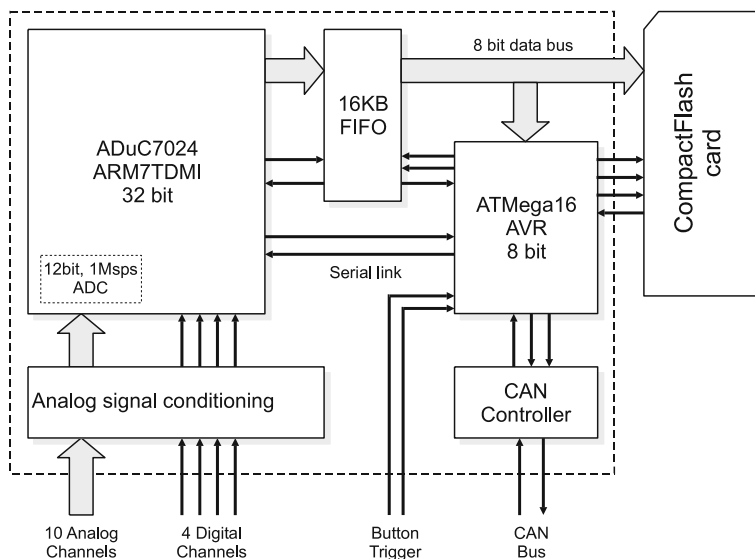 8 bit data bus
16KB
FIFO
ADuC7024
ARM7TDMI
32 bit
CompactFlash
card
ATMega16
AVR
8 bit
12bit, 1Msps
ADC
Serial link
Analog signal conditioning
CAN
Controller
10 Analog
Channels
4 Digital
Channels
Button
Trigger
CAN
Bus